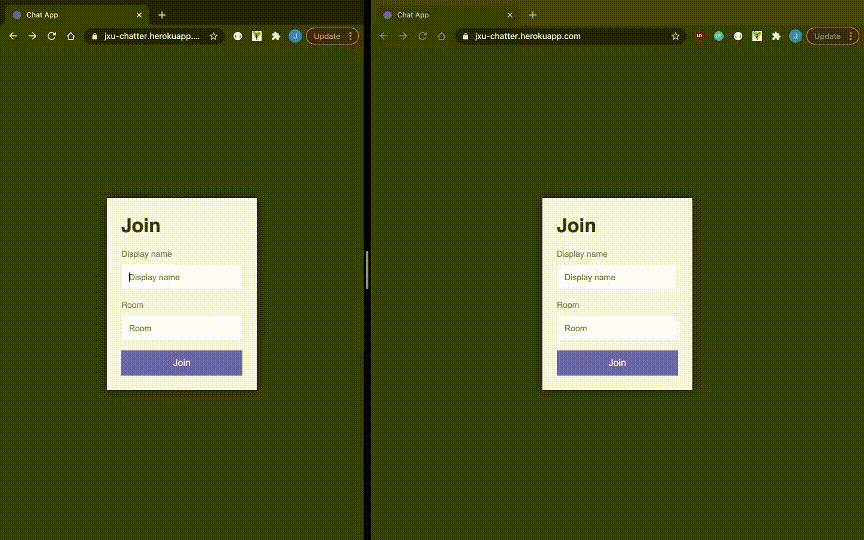 Chat App
jxu-chatter.herokuapp....
J
Update
Join
Display name
Display name
Room
Room
Join
Chat App
jxu-chatter.herokuapp.com
J
Update
Join
Display name
Display name
Room
Room
Join